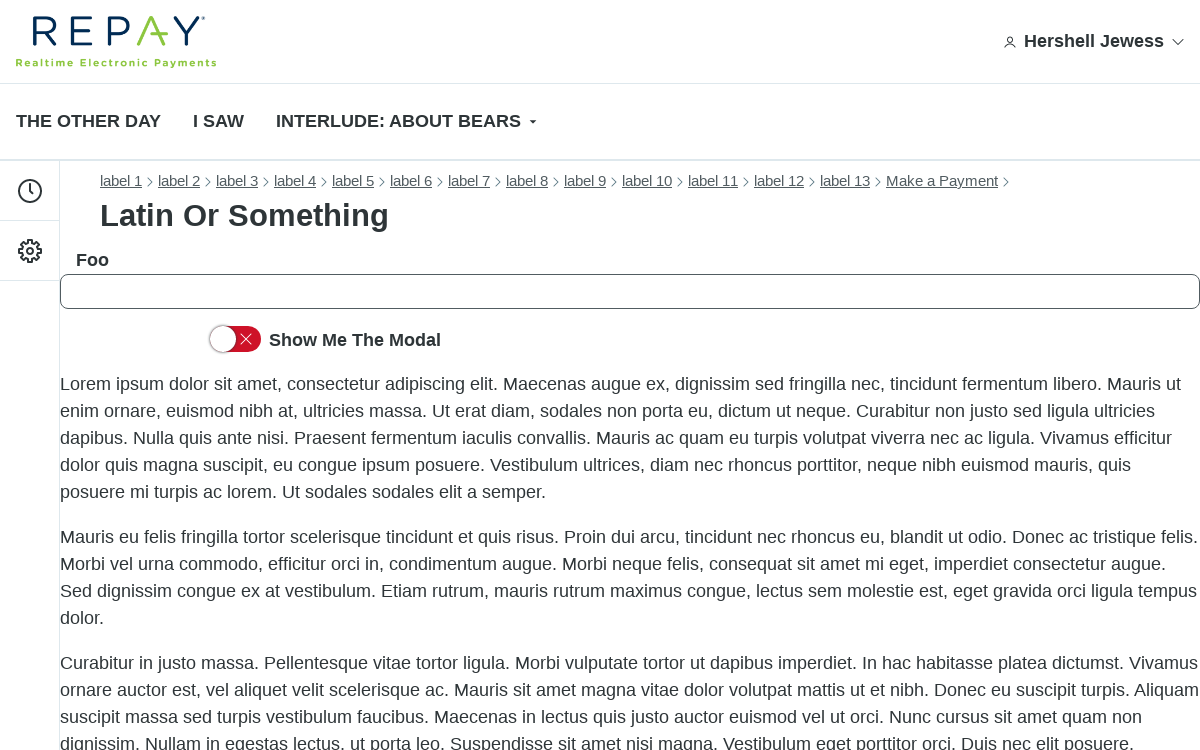 REPAY
Realtime Electronic Payments
Hershell Jewess
THE OTHER DAY I SAW INTERLUDE: ABOUT BEARS
label 1 label 2 label 3 label 4 label 5 label 6 label 7 label 8 label 9 label 10 label 11 label 12 label 13 Make a Payment
Latin Or Something
Foo
Show Me The Modal
Lorem ipsum dolor sit amet, consectetur adipiscing elit. Maecenas augue ex, dignissim sed fringilla nec, tincidunt fermentum libero. Mauris ut
enim ornare, euismod nibh at, ultricies massa. Ut erat diam, sodales non porta eu, dictum ut neque. Curabitur non justo sed ligula ultricies
dapibus. Nulla quis ante nisi. Praesent fermentum iaculis convallis. Mauris ac quam eu turpis volutpat viverra nec ac ligula. Vivamus efficitur
dolor quis magna suscipit, eu congue ipsum posuere. Vestibulum ultrices, diam nec rhoncus porttitor, neque nibh euismod mauris, quis
posuere mi turpis ac lorem. Ut sodales sodales elit a semper.
Mauris eu felis fringilla tortor scelerisque tincidunt et quis risus. Proin dui arcu, tincidunt nec rhoncus eu, blandit ut odio. Donec ac tristique felis.
Morbi vel urna commodo, efficitur orci in, condimentum augue. Morbi neque felis, consequat sit amet mi eget, imperdiet consectetur augue.
Sed dignissim congue ex at vestibulum. Etiam rutrum, mauris rutrum maximus congue, lectus sem molestie est, eget gravida orci ligula tempus
dolor.
Curabitur in justo massa. Pellentesque vitae tortor ligula. Morbi vulputate tortor ut dapibus imperdiet. In hac habitasse platea dictumst. Vivamus
ornare auctor est, vel aliquet velit scelerisque ac. Mauris sit amet magna vitae dolor volutpat mattis ut et nibh. Donec eu suscipit turpis. Aliquam
suscipit massa sed turpis vestibulum faucibus. Maecenas in lectus quis justo auctor euismod vel ut orci. Nunc cursus sit amet quam non
dignissim. Nullam in egestas lectus, ut porta leo. Suspendisse sit amet nisi magna. Vestibulum eget porttitor orci. Duis nec elit posuere,